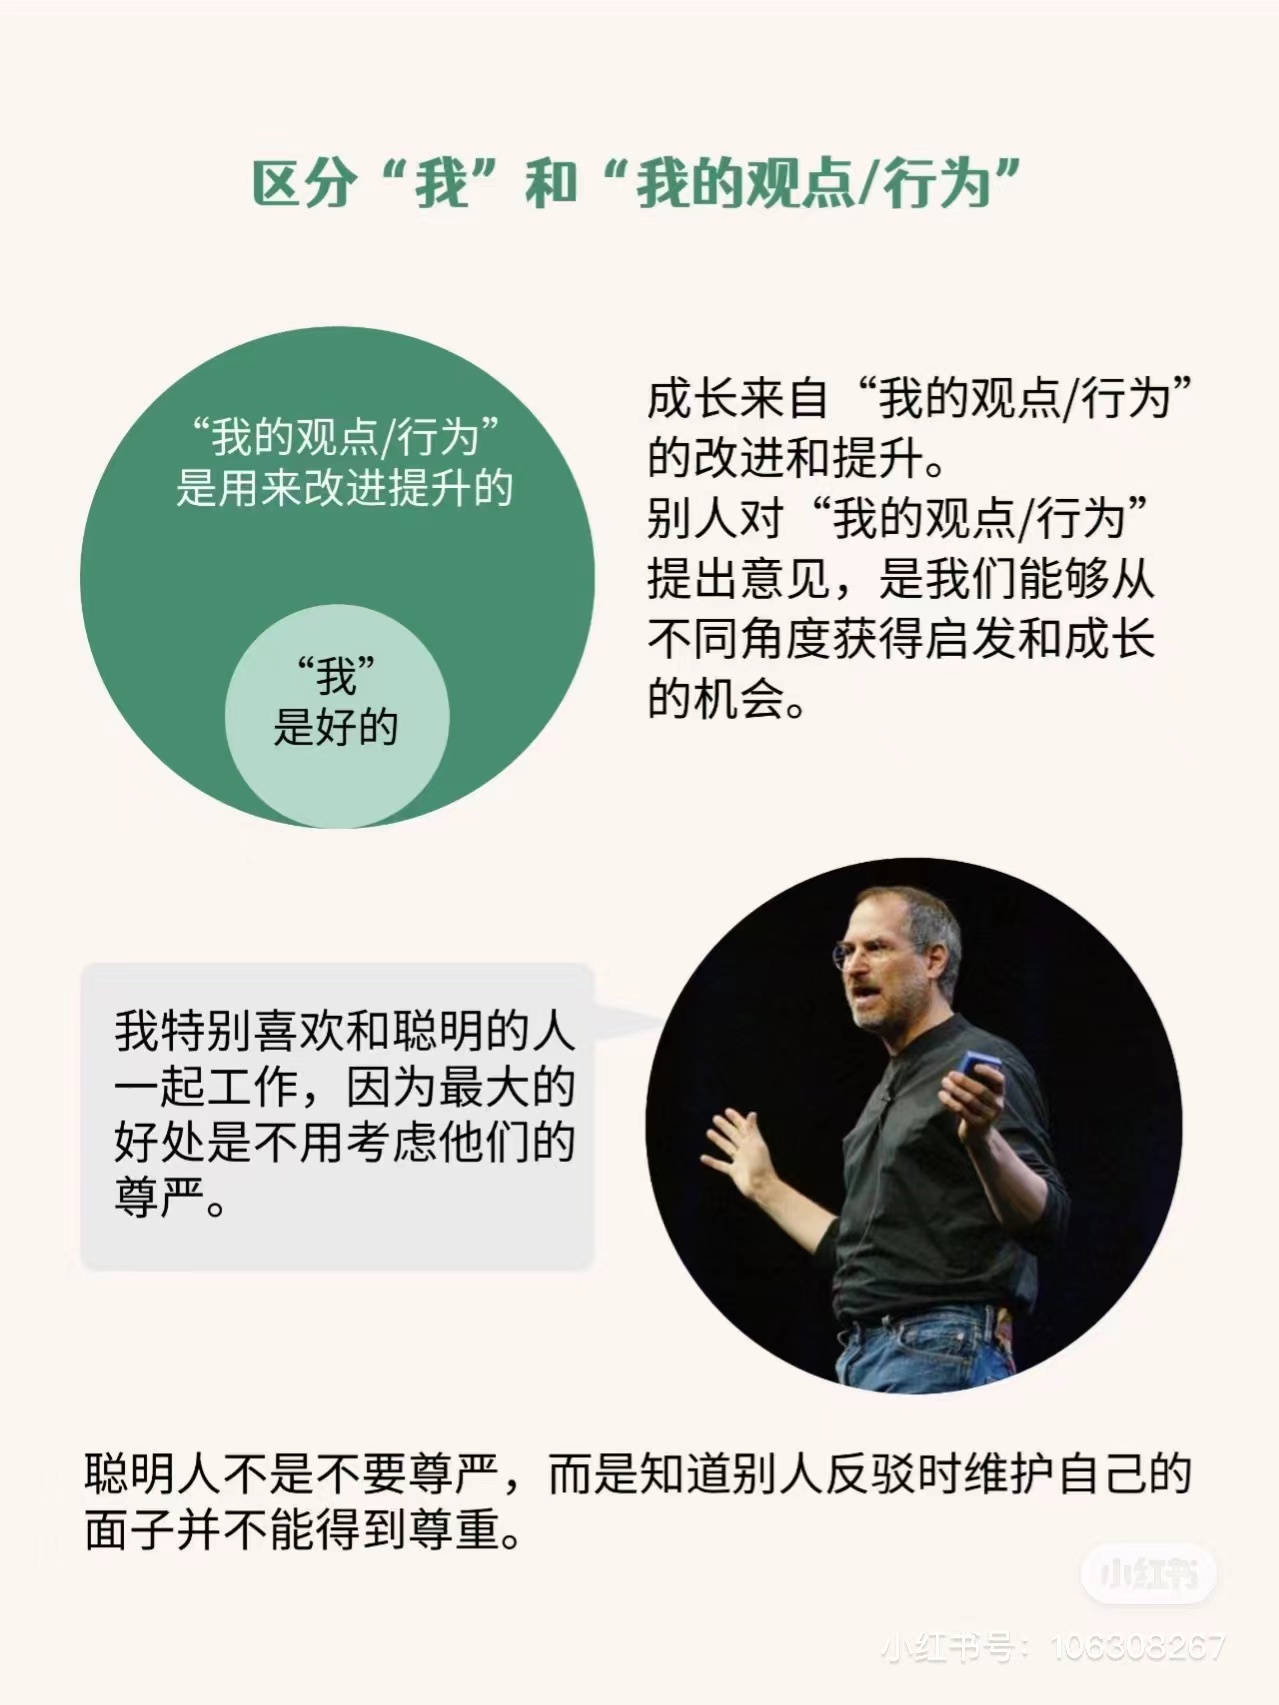 区分“我”和“我的观点/行为”
“我的观点/行为”
是用来改进提升的
“我”
是好的
成长来自“我的观点/行为”
的改进和提升。
别人对“我的观点/行为”
提出意见，是我们能够从
不同角度获得启发和成长
的机会。
我特别喜欢和聪明的人
一起工作，因为最大的
好处是不用考虑他们的
尊严。
聪明人不是不要尊严，而是知道别人反驳时维护自己的
面子并不能得到尊重。
小红书
小红书号：106308267